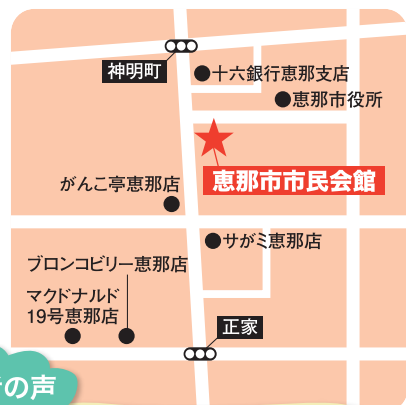 神明町
十六銀行恵那支店
恵那市役所
恵那市市民会館
がんこ亭恵那店
サガミ恵那店
ブロンコビリー恵那店
マクドナルド
19号恵那店
正家
の声